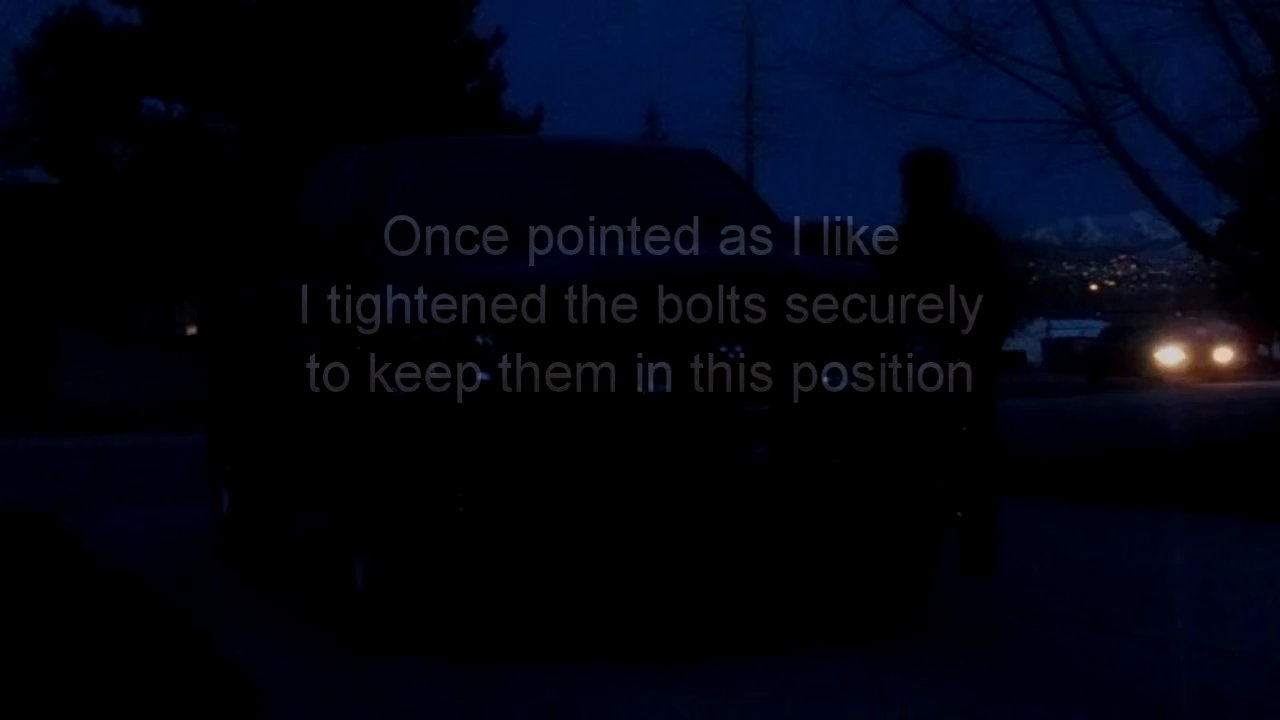 Once pointed as I like
I tightened the bolts securely
to keep them in this position